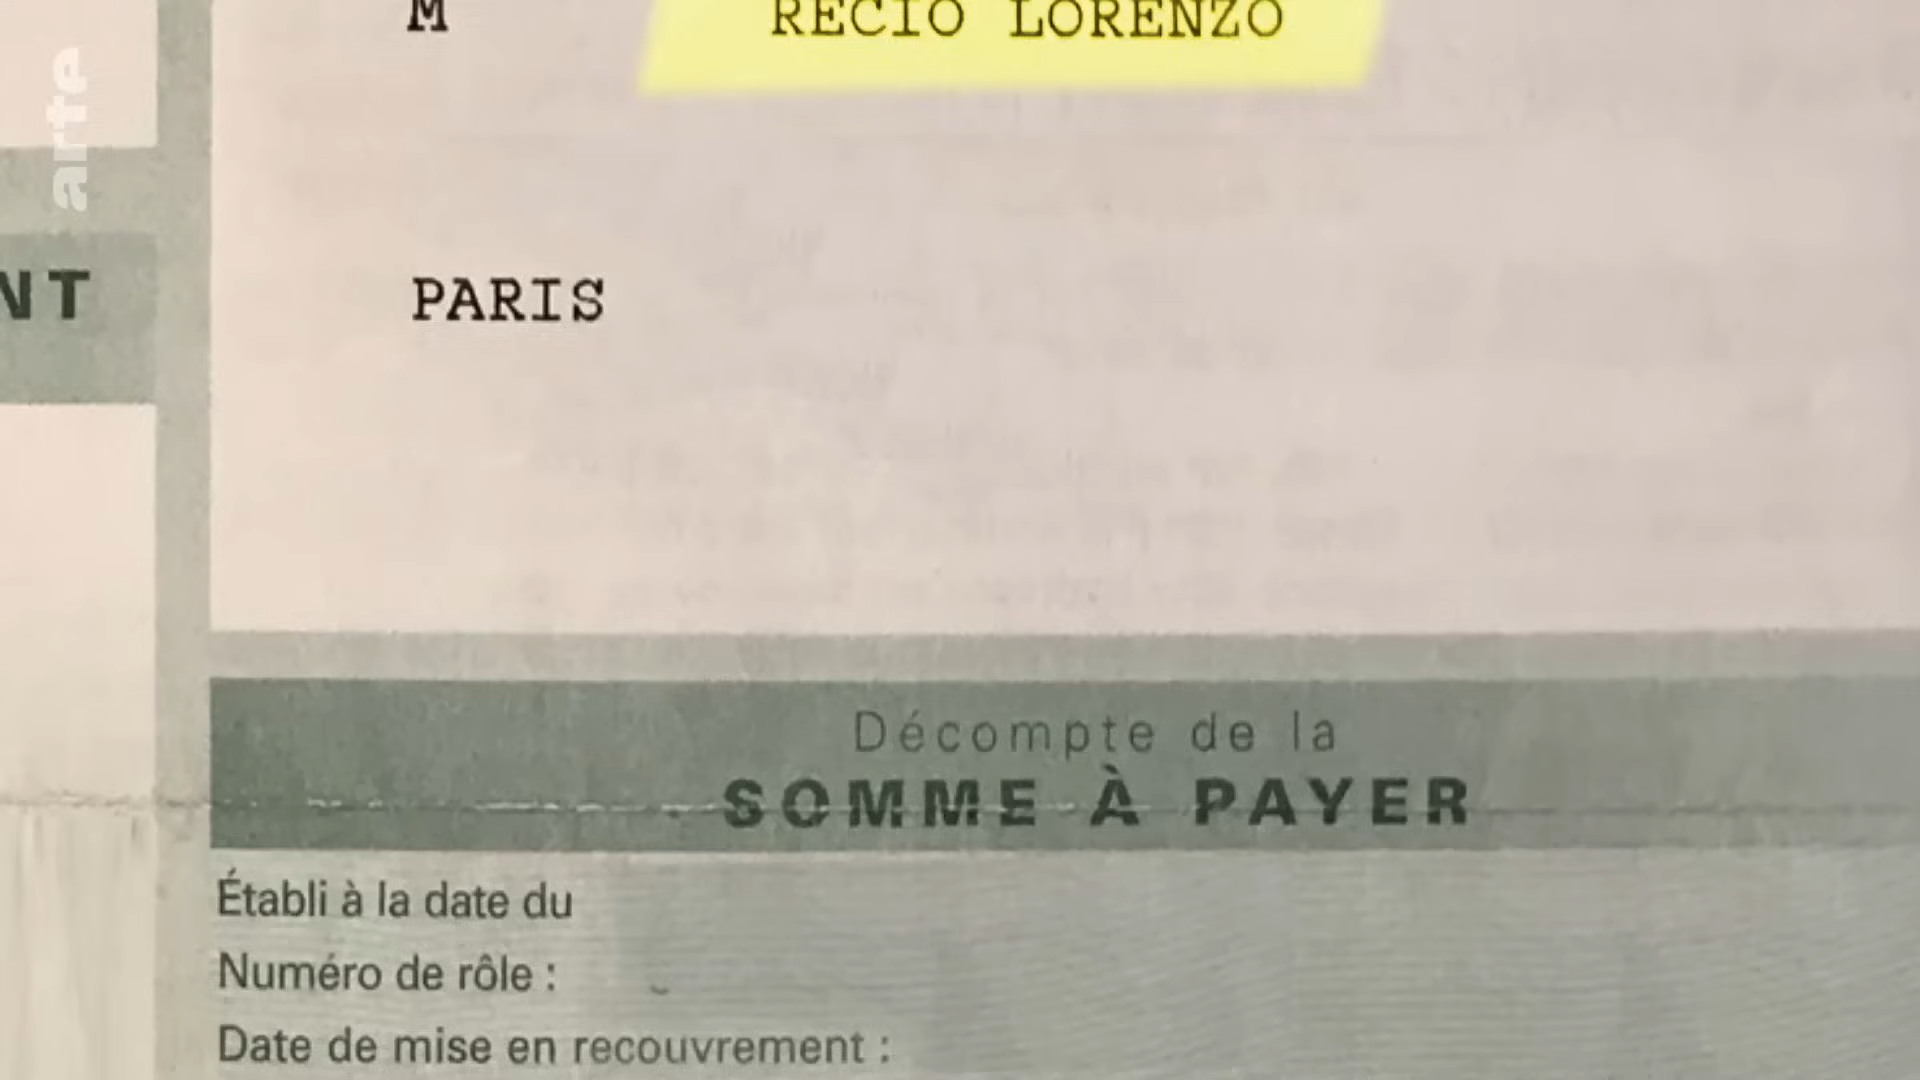 M RECIO LORENZO
arte
NT
PARIS
Décompte de la
SOMME À PAYER
Établi à la date du
Numéro de rôle :
Date de mise en recouvrement :